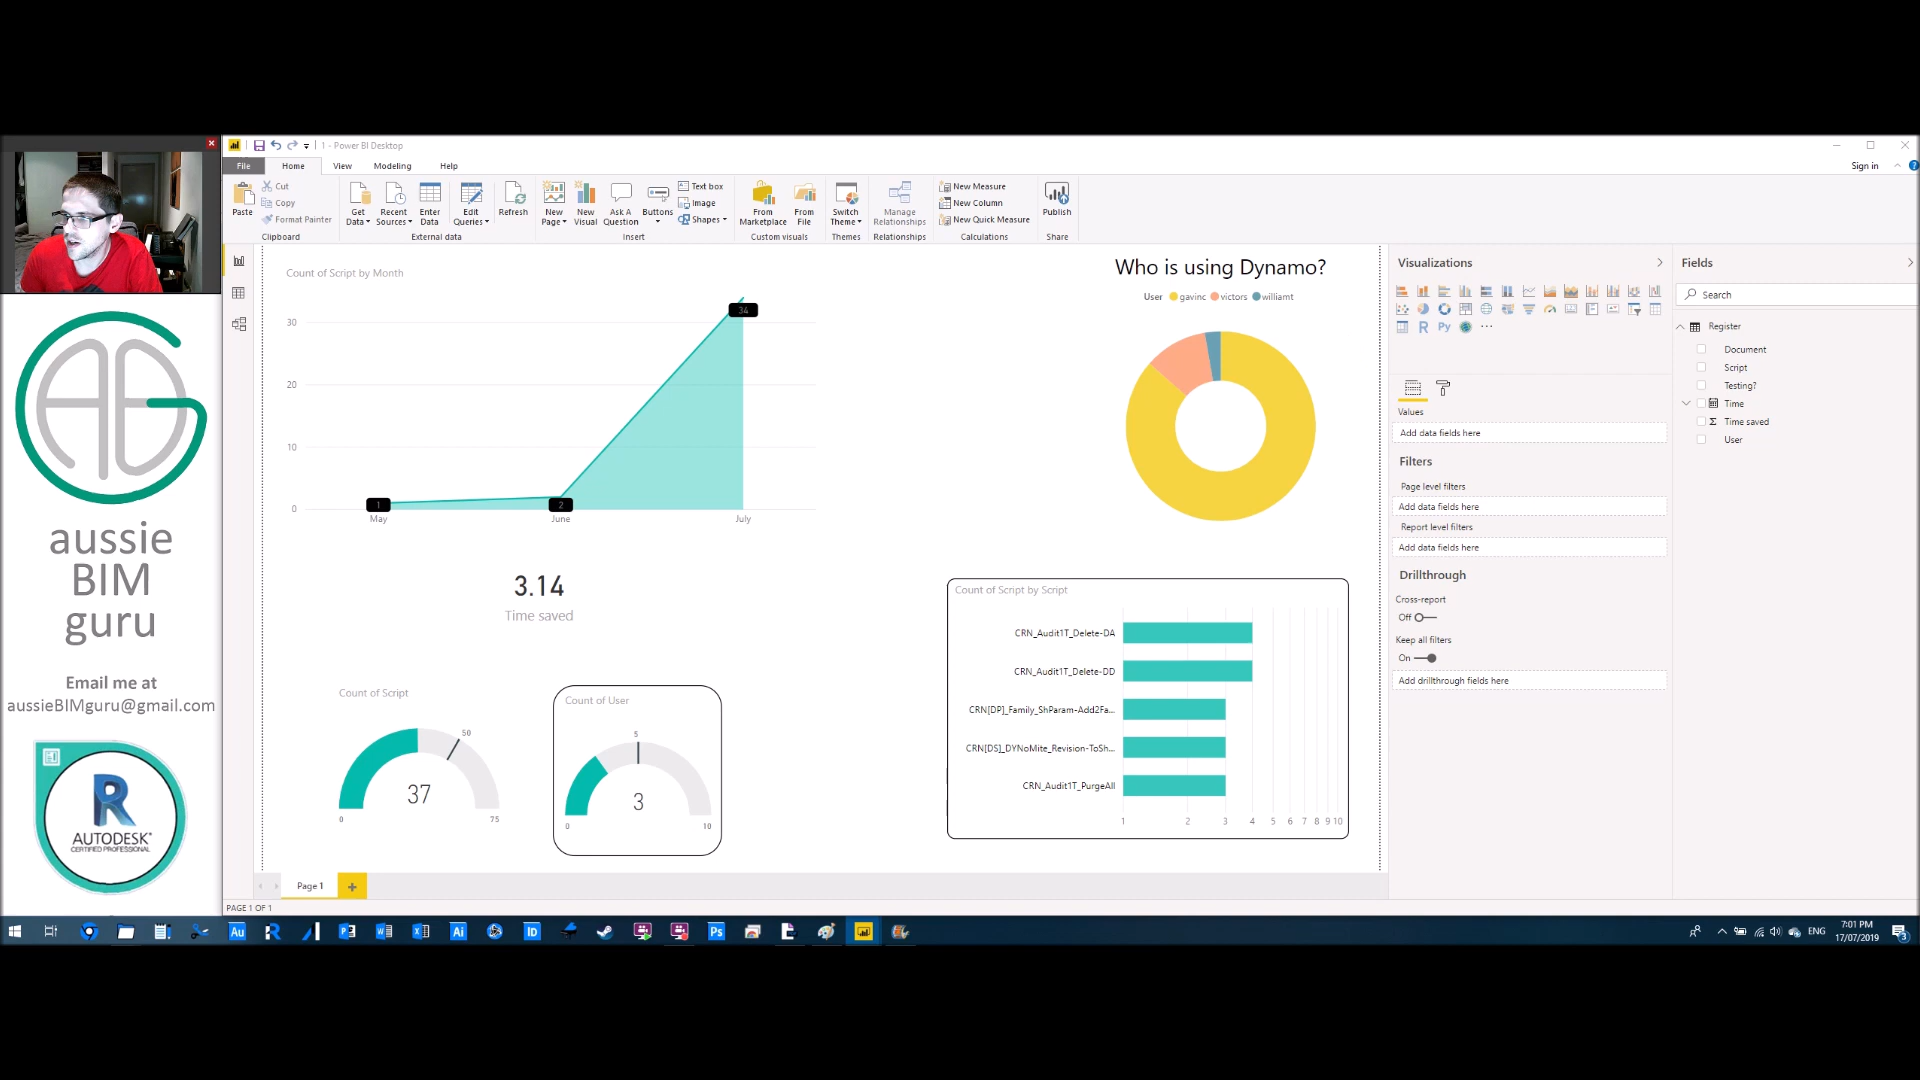 1 - Power BI Desktop
File Home View Modeling Help
Sign in
Paste
Cut
Copy
Format Painter
Clipboard
Get Data
Recent Sources
Enter Data
Edit Queries
Refresh
External data
New Page
New Visual
Ask A Question
Buttons
Text box
Image
Shapes
Insert
From Marketplace
From File
Custom visuals
Switch Theme
Themes
Manage Relationships
Relationships
New Measure
New Column
New Quick Measure
Calculations
Publish
Share
aussie
BIM
guru
Email me at
aussieBIMguru@gmail.com
R
AUTODESK
CERTIFIED PROFESSIONAL
Count of Script by Month
30
20
10
0
34
1
2
May June July
Who is using Dynamo?
User gavinc victors williamt
3.14
Time saved
Count of Script
50
37
0 75
Count of User
5
3
0 10
Count of Script by Script
CRN_Audit1T_Delete-DA
CRN_Audit1T_Delete-DD
CRN[DP]_Family_ShParam-Add2Fa...
CRN[DS]_DYNoMite_Revision-ToSh...
CRN_Audit1T_PurgeAll
1 2 3 4 5 6 7 8 9 10
Visualizations
R Py
Values
Add data fields here
Filters
Page level filters
Add data fields here
Report level filters
Add data fields here
Drillthrough
Cross-report
Off
Keep all filters
On
Add drillthrough fields here
Fields
Search
Register
Document
Script
Testing?
Time
Σ Time saved
User
Page 1
PAGE 1 OF 1
Au
Ai
ID
Ps
ENG
7:01 PM
17/07/2019
3